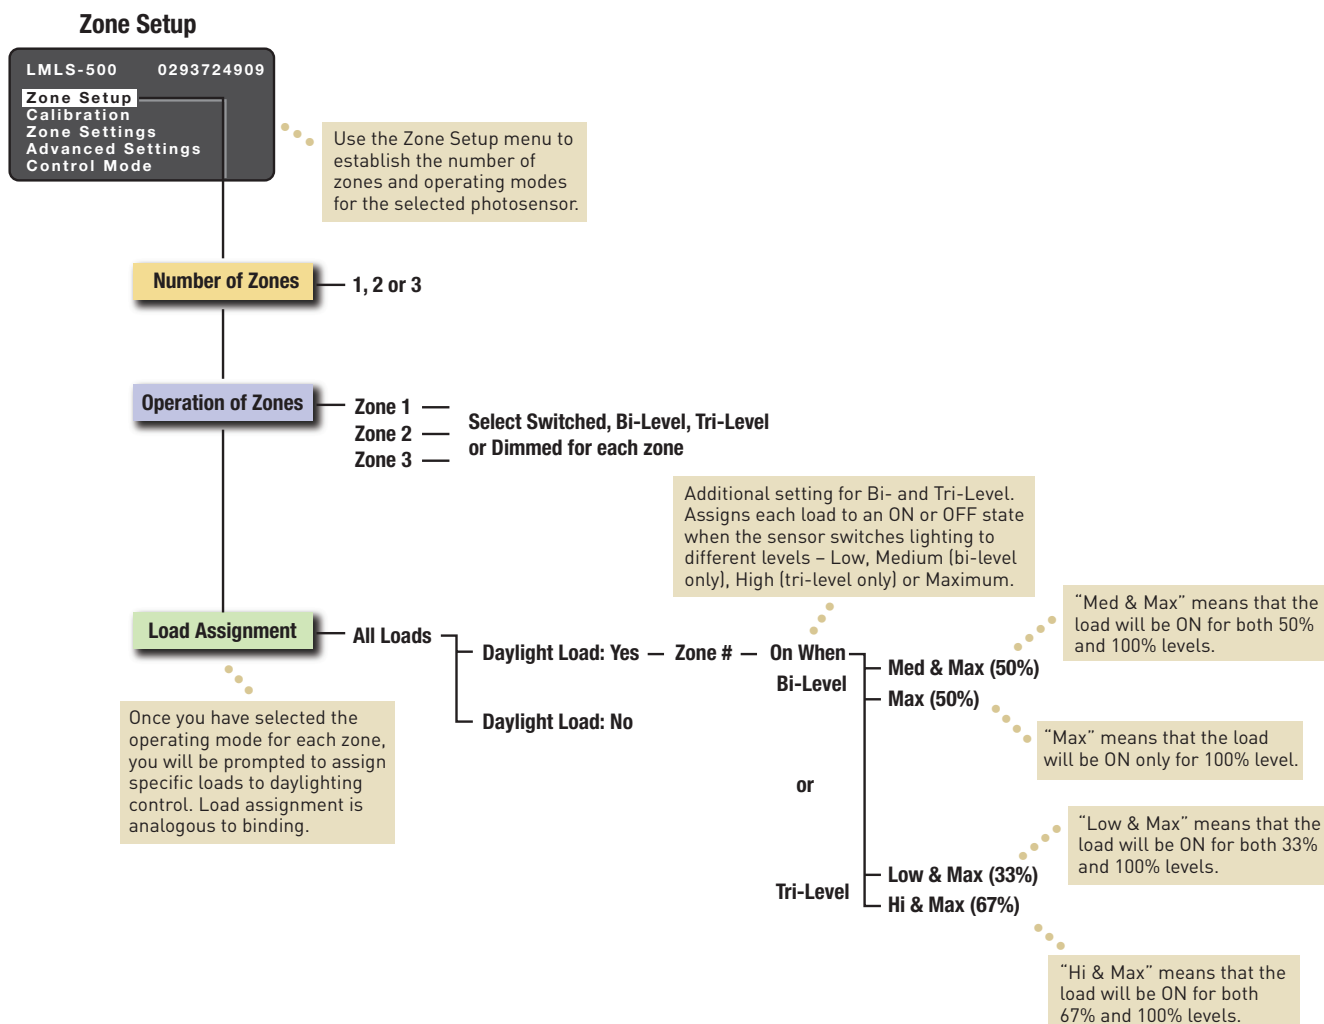 Zone Setup
LMLS-500 0293724909
Zone Setup
Calibration
Zone Settings
Advanced Settings
Control Mode
Use the Zone Setup menu to
establish the number of
zones and operating modes
for the selected photosensor.
Number of Zones
1, 2 or 3
Operation of Zones
Zone 1
Zone 2
Zone 3
Select Switched, Bi-Level, Tri-Level
or Dimmed for each zone
Additional setting for Bi- and Tri-Level.
Assigns each load to an ON or OFF state
when the sensor switches lighting to
different levels – Low, Medium (bi-level
only), High (tri-level only) or Maximum.
Load Assignment
All Loads
Daylight Load: Yes
Zone #
On When
Bi-Level
Med & Max (50%)
Max (50%)
Daylight Load: No
“Med & Max” means that the
load will be ON for both 50%
and 100% levels.
“Max” means that the load
will be ON only for 100% level.
Once you have selected the
operating mode for each zone,
you will be prompted to assign
specific loads to daylighting
control. Load assignment is
analogous to binding.
or
Tri-Level
Low & Max (33%)
Hi & Max (67%)
“Low & Max” means that the
load will be ON for both 33%
and 100% levels.
“Hi & Max” means that the
load will be ON for both
67% and 100% levels.